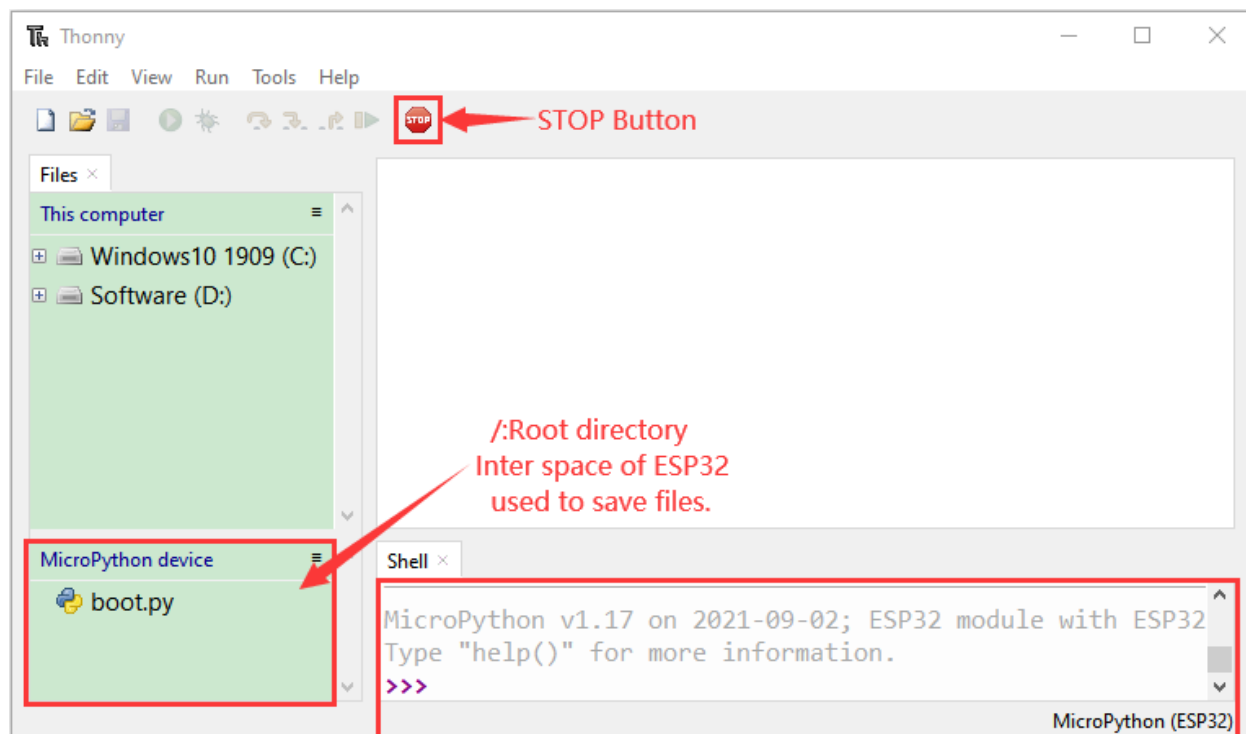 Thonny
File Edit View Run Tools Help
STOP
STOP Button
Files
This computer
Windows10 1909 (C:)
Software (D:)
/:Root directory
Inter space of ESP32
used to save files.
MicroPython device
boot.py
Shell
MicroPython v1.17 on 2021-09-02; ESP32 module with ESP32
Type "help()" for more information.
>>>
MicroPython (ESP32)